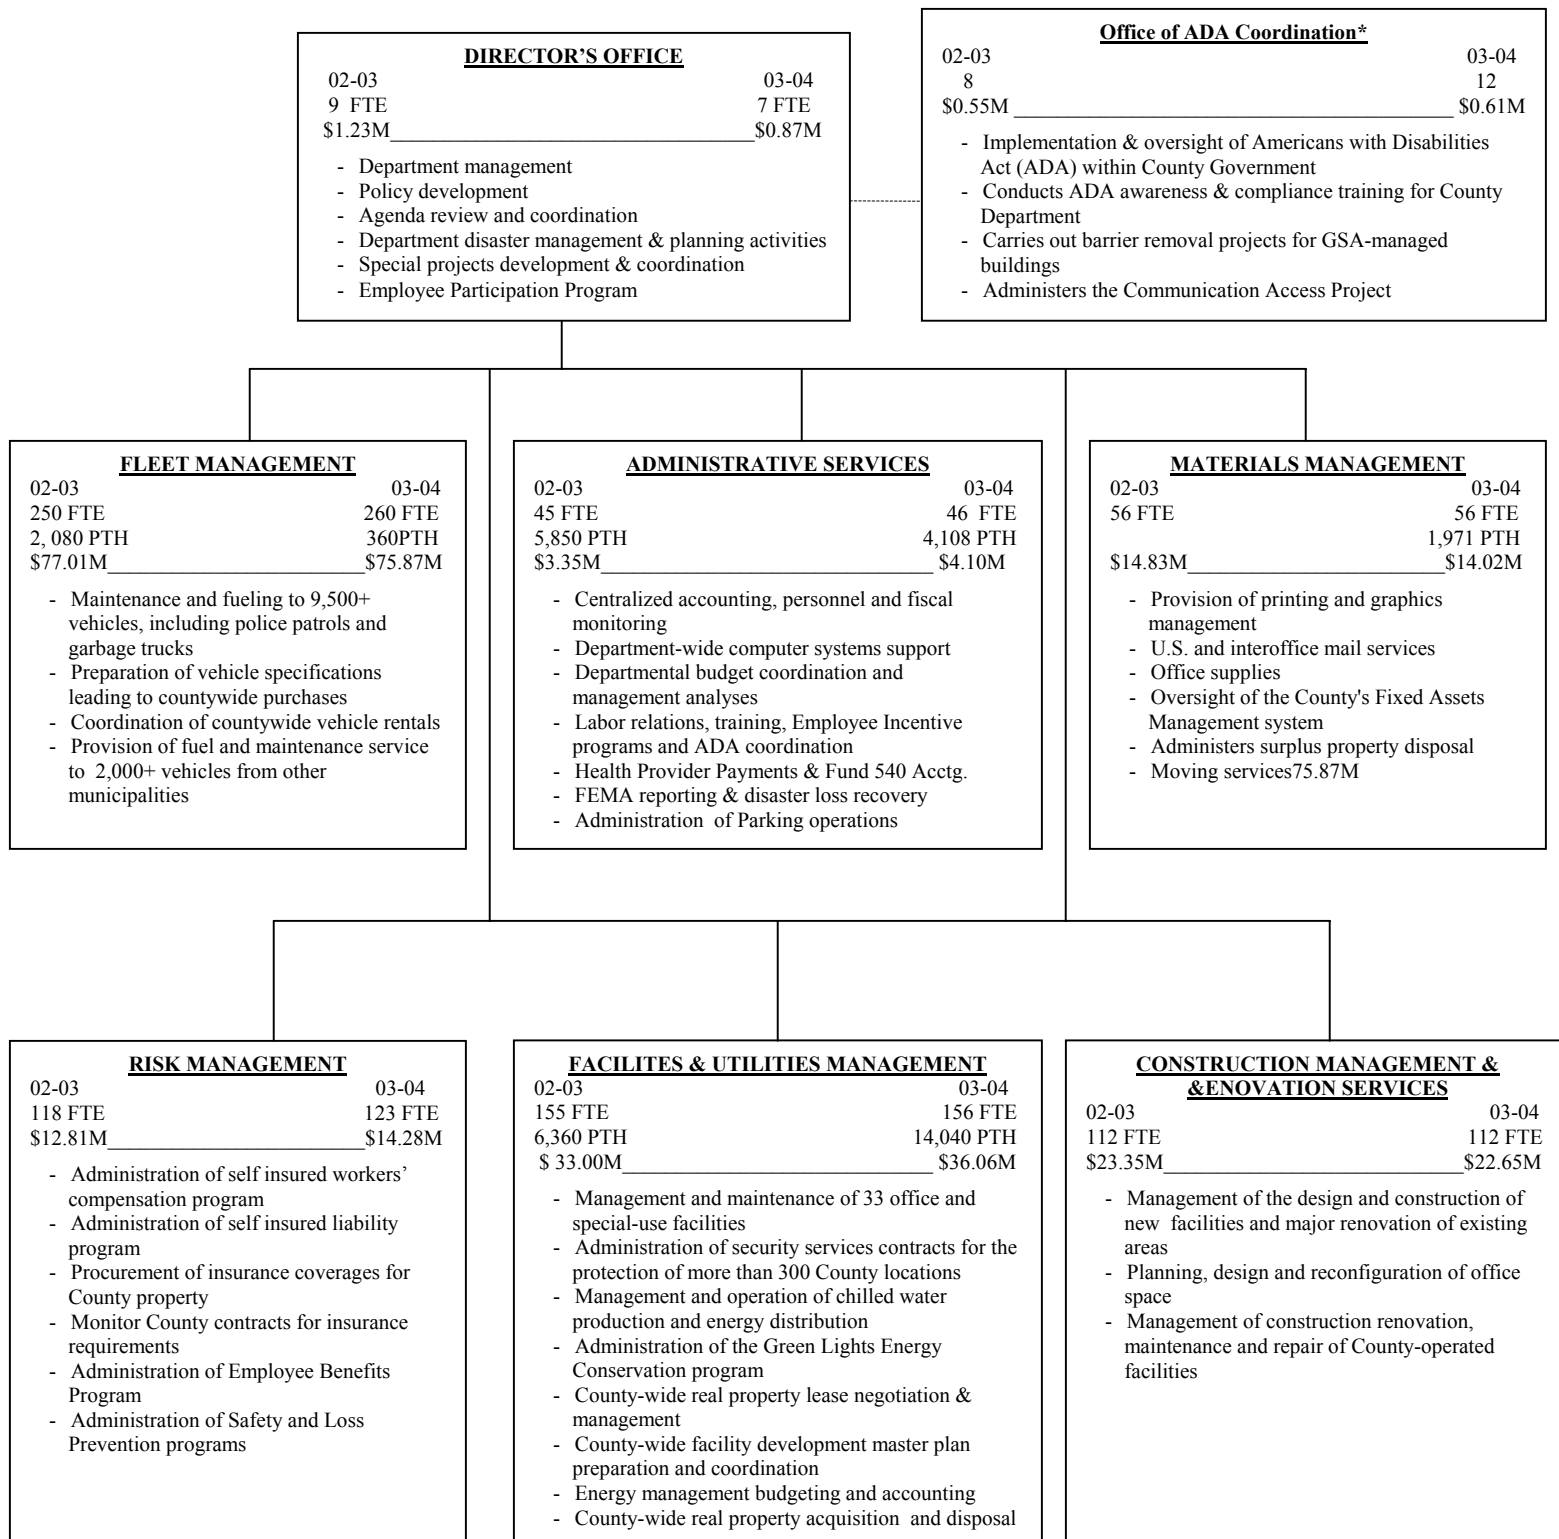 DIRECTOR'S OFFICE
02-03 03-04
9 FTE 7 FTE
$1.23M $0.87M
- Department management
- Policy development
- Agenda review and coordination
- Department disaster management & planning activities
- Special projects development & coordination
- Employee Participation Program
Office of ADA Coordination*
02-03 03-04
8 12
$0.55M $0.61M
- Implementation & oversight of Americans with Disabilities
Act (ADA) within County Government
- Conducts ADA awareness & compliance training for County
Department
- Carries out barrier removal projects for GSA-managed
buildings
- Administers the Communication Access Project
FLEET MANAGEMENT
02-03 03-04
250 FTE 260 FTE
2, 080 PTH 360PTH
$77.01M $75.87M
- Maintenance and fueling to 9,500+
vehicles, including police patrols and
garbage trucks
- Preparation of vehicle specifications
leading to countywide purchases
- Coordination of countywide vehicle rentals
- Provision of fuel and maintenance service
to 2,000+ vehicles from other
municipalities
ADMINISTRATIVE SERVICES
02-03 03-04
45 FTE 46 FTE
5,850 PTH 4,108 PTH
$3.35M $4.10M
- Centralized accounting, personnel and fiscal
monitoring
- Department-wide computer systems support
- Departmental budget coordination and
management analyses
- Labor relations, training, Employee Incentive
programs and ADA coordination
- Health Provider Payments & Fund 540 Acctg.
- FEMA reporting & disaster loss recovery
- Administration of Parking operations
MATERIALS MANAGEMENT
02-03 03-04
56 FTE 56 FTE
1,971 PTH
$14.83M $14.02M
- Provision of printing and graphics
management
- U.S. and interoffice mail services
- Office supplies
- Oversight of the County's Fixed Assets
Management system
- Administers surplus property disposal
- Moving services75.87M
RISK MANAGEMENT
02-03 03-04
118 FTE 123 FTE
$12.81M $14.28M
- Administration of self insured workers'
compensation program
- Administration of self insured liability
program
- Procurement of insurance coverages for
County property
- Monitor County contracts for insurance
requirements
- Administration of Employee Benefits
Program
- Administration of Safety and Loss
Prevention programs
FACILITES & UTILITIES MANAGEMENT
02-03 03-04
155 FTE 156 FTE
6,360 PTH 14,040 PTH
$ 33.00M $36.06M
- Management and maintenance of 33 office and
special-use facilities
- Administration of security services contracts for the
protection of more than 300 County locations
- Management and operation of chilled water
production and energy distribution
- Administration of the Green Lights Energy
Conservation program
- County-wide real property lease negotiation &
management
- County-wide facility development master plan
preparation and coordination
- Energy management budgeting and accounting
- County-wide real property acquisition and disposal
CONSTRUCTION MANAGEMENT &
&ENOVATION SERVICES
02-03 03-04
112 FTE 112 FTE
$23.35M $22.65M
- Management of the design and construction of
new facilities and major renovation of existing
areas
- Planning, design and reconfiguration of office
space
- Management of construction renovation,
maintenance and repair of County-operated
facilities